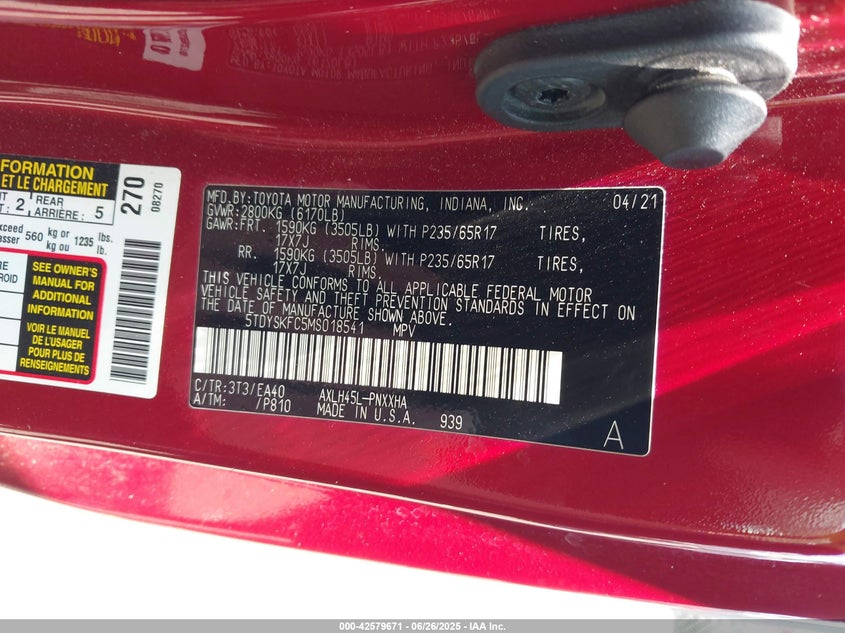 FORMATION
ET LE CHARGEMENT
2 REAR
ARRIÈRE: 5
exceed 560 kg or 1235 lbs.
kg ou lb.
270
08270
SEE OWNER'S
MANUAL FOR
ADDITIONAL
INFORMATION
VOIR LE MANUEL
DE L'USAGER
POUR PLUS DE
RENSEIGNEMENTS
MFD.BY:TOYOTA MOTOR MANUFACTURING, INDIANA, INC. 04/21
GVWR:2800KG (6170LB)
GAWR:FRT. 1590KG (3505LB) WITH P235/65R17 TIRES,
17X7J RIMS.
RR. 1590KG (3505LB) WITH P235/65R17 TIRES,
17X7J RIMS.
THIS VEHICLE CONFORMS TO ALL APPLICABLE FEDERAL MOTOR
VEHICLE SAFETY AND THEFT PREVENTION STANDARDS IN EFFECT ON
THE DATE OF MANUFACTURE SHOWN ABOVE.
5TDYSKFC5MS018541 MPV
C/TR:3T3/EA40 AXLH45L-PNXXHA
A/TM: /P810 MADE IN U.S.A. 939
A
000-42579671 - 06/26/2025 - IAA Inc.